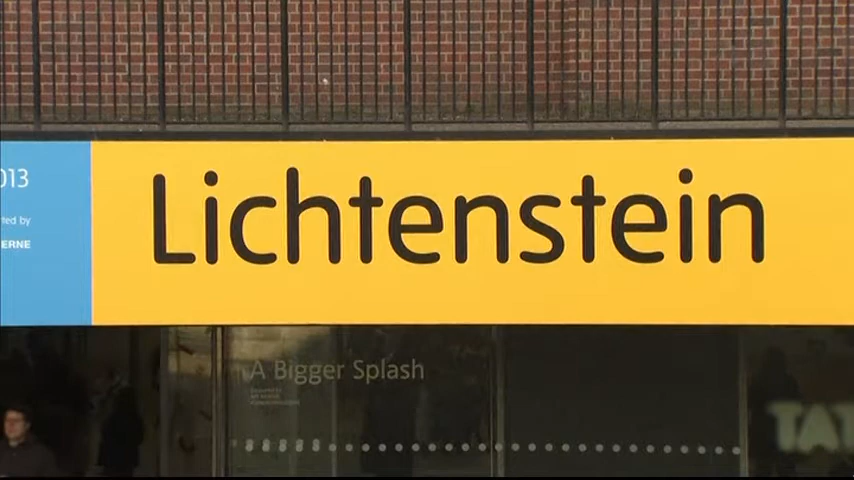 013
ted by
ERNE
Lichtenstein
A Bigger Splash
TAT